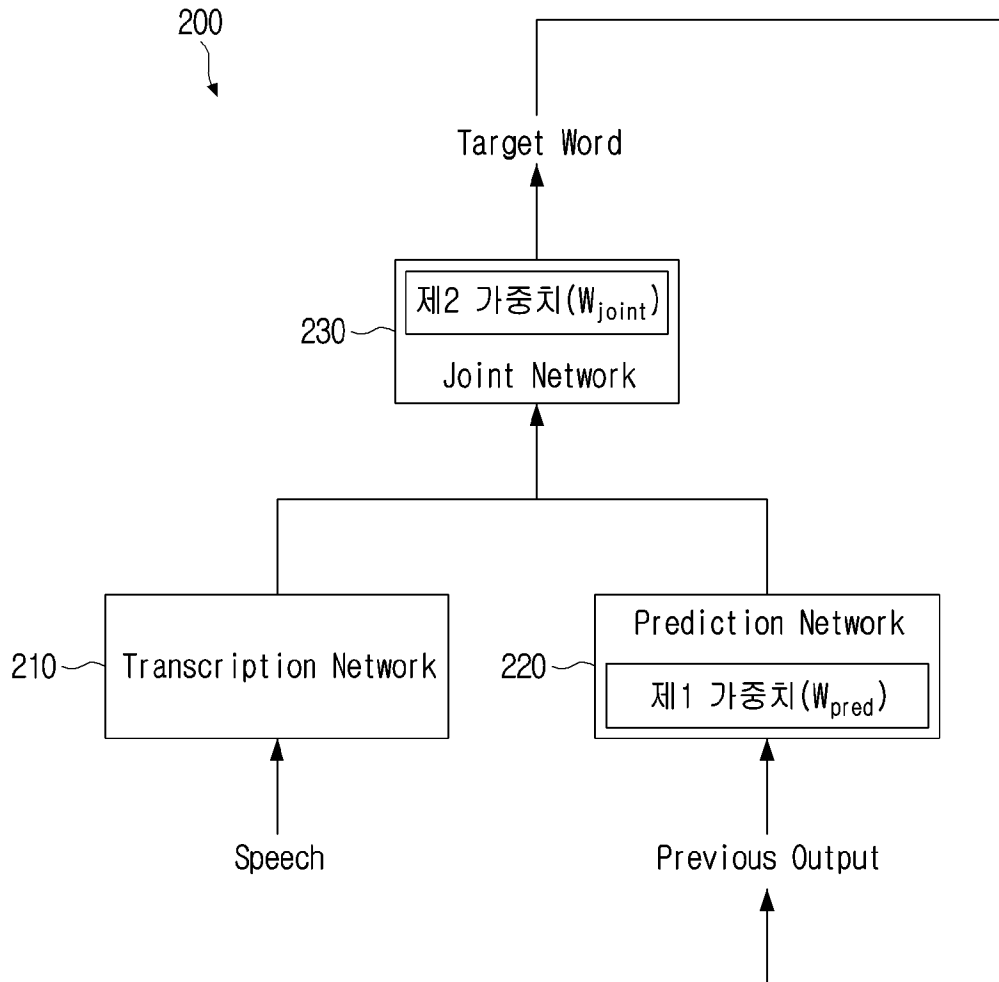 200
Target Word
제2 가중치(W_joint)
230
Joint Network
Prediction Network
210
Transcription Network
220
제1 가중치(W_pred)
Speech
Previous Output